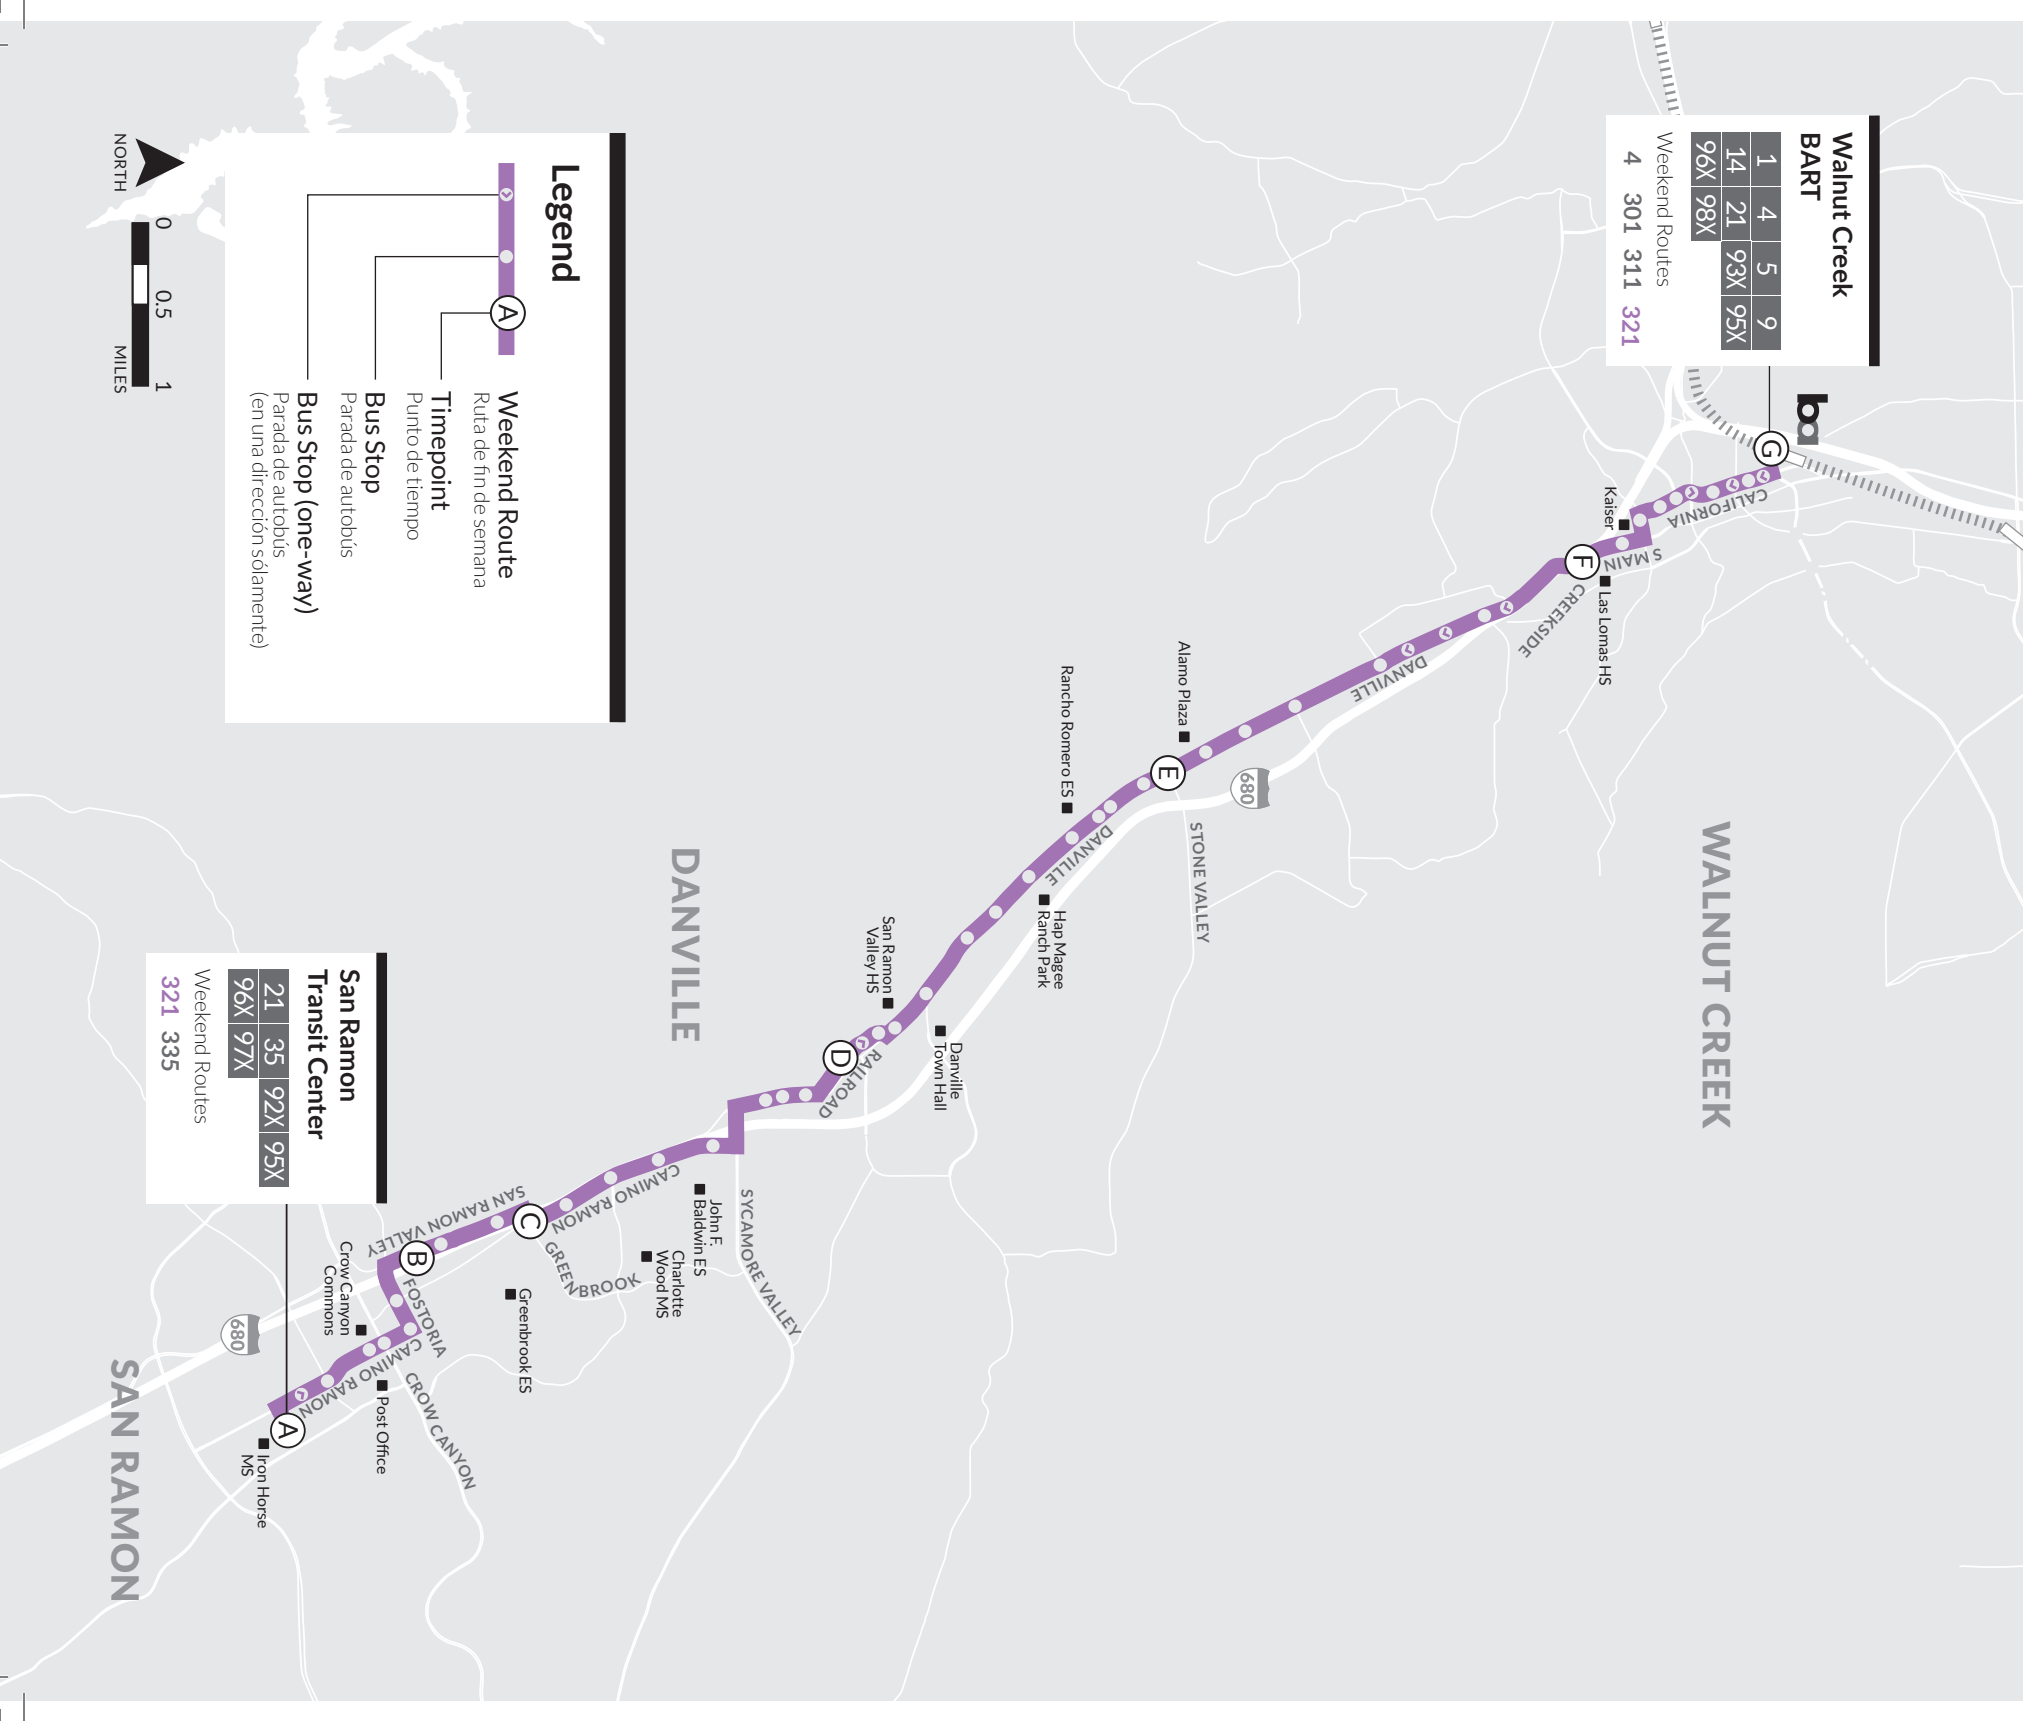 Walnut Creek
BART
1 4 5 9
14 21 93X 95X
96X 98X
Weekend Routes
4 301 311 321
ba
G
CALIFORNIA
Kaiser
S MAIN
F
Las Lomas HS
CREEKSIDE
DANVILLE
Alamo Plaza
680
E
STONE VALLEY
Rancho Romero ES
DANVILLE
Hap Magee
Ranch Park
WALNUT CREEK
San Ramon
Valley HS
Danville
Town Hall
D
RAILROAD
DANVILLE
SYCAMORE VALLEY
John F.
Baldwin ES
CAMINO RAMON
Charlotte
Wood MS
C
GREENBROOK
Greenbrook ES
SAN RAMON VALLEY
B
FOSTORIA
Crow Canyon
Commons
CAMINO RAMON
CROW CANYON
Post Office
680
A
Iron Horse
MS
San Ramon
Transit Center
21 35 92X 95X
96X 97X
Weekend Routes
321 335
SAN RAMON
Legend
A
Weekend Route
Ruta de fin de semana
Timepoint
Punto de tiempo
Bus Stop
Parada de autobús
Bus Stop (one-way)
Parada de autobús
(en una dirección sólamente)
NORTH
0 0.5 1
MILES